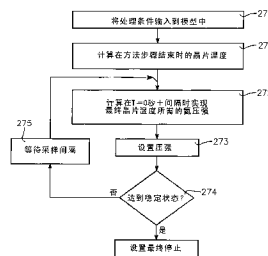 27
将处理条件输入到模型中
27
计算在方法步骤结束时的晶片温度
27
计算在T=0秒+间隔时实现
最终晶片温度所需的氦压强
275
273
等待采样间隔
设置压强
274
否
达到稳定状态?
是
设置最终停止